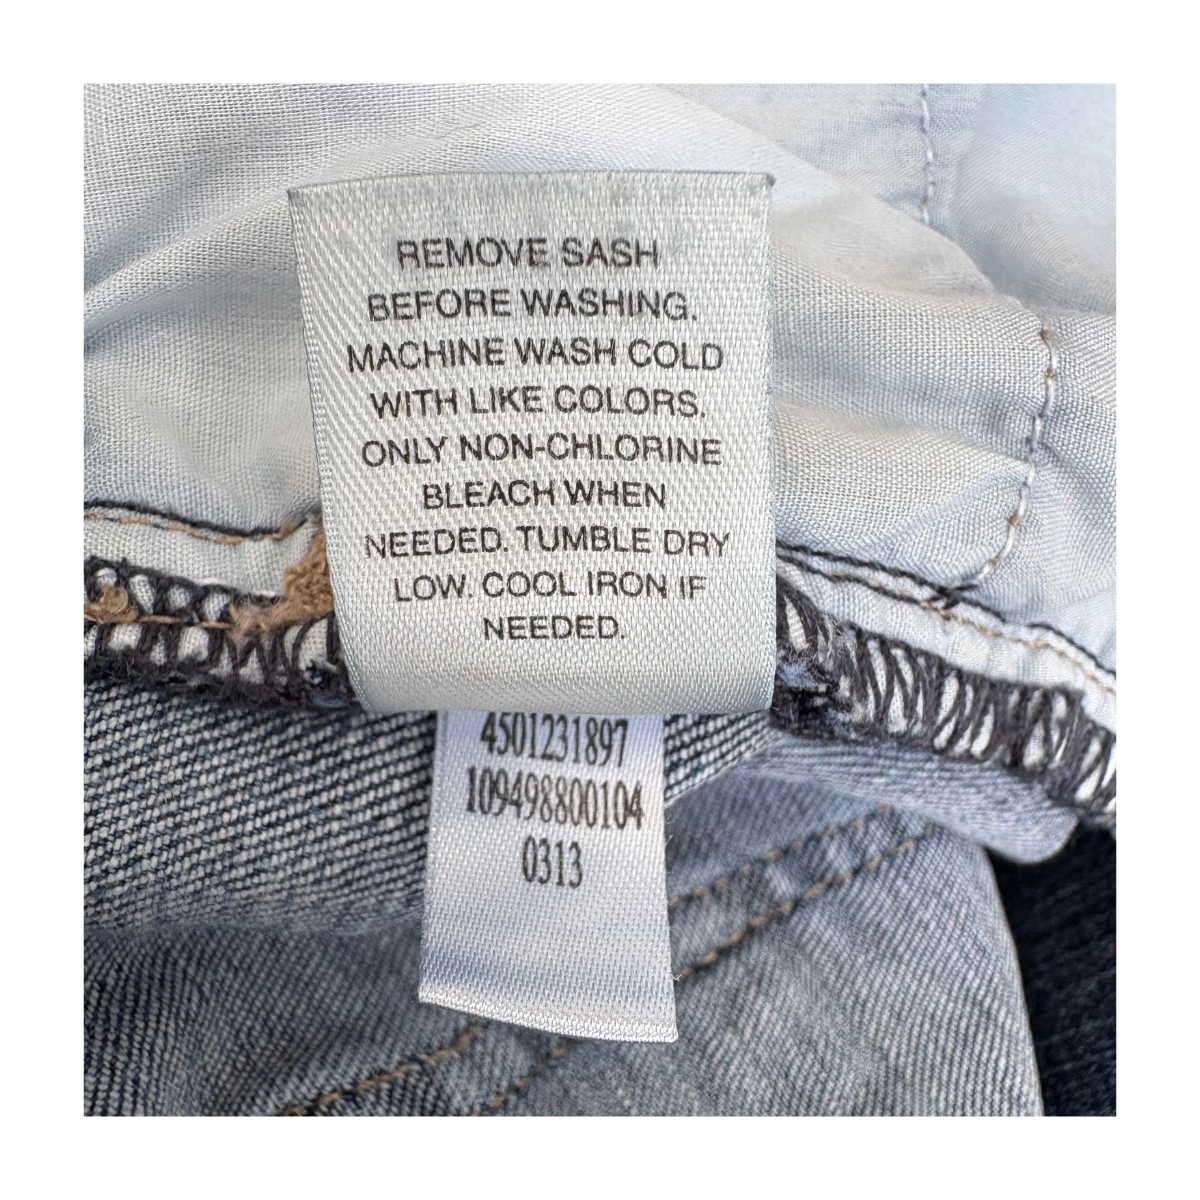 REMOVE SASH
BEFORE WASHING.
MACHINE WASH COLD
WITH LIKE COLORS.
ONLY NON-CHLORINE
BLEACH WHEN
NEEDED. TUMBLE DRY
LOW. COOL IRON IF
NEEDED.
4501231897
109498800104
0313